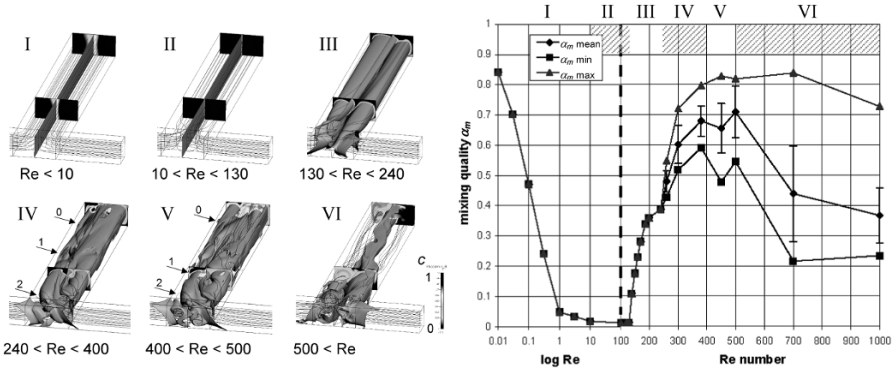 I
II
III
Re < 10
10 < Re < 130
130 < Re < 240
IV
0
1
2
V
0
1
2
VI
C
1
0
240 < Re < 400
400 < Re < 500
500 < Re
I II III IV V VI
αm mean
αm min
αm max
mixing quality αm
1
0.9
0.8
0.7
0.6
0.5
0.4
0.3
0.2
0.1
0
0.01 0.1 1 10 100 200 300 400 500 600 700 800 900 1000
log Re
Re number